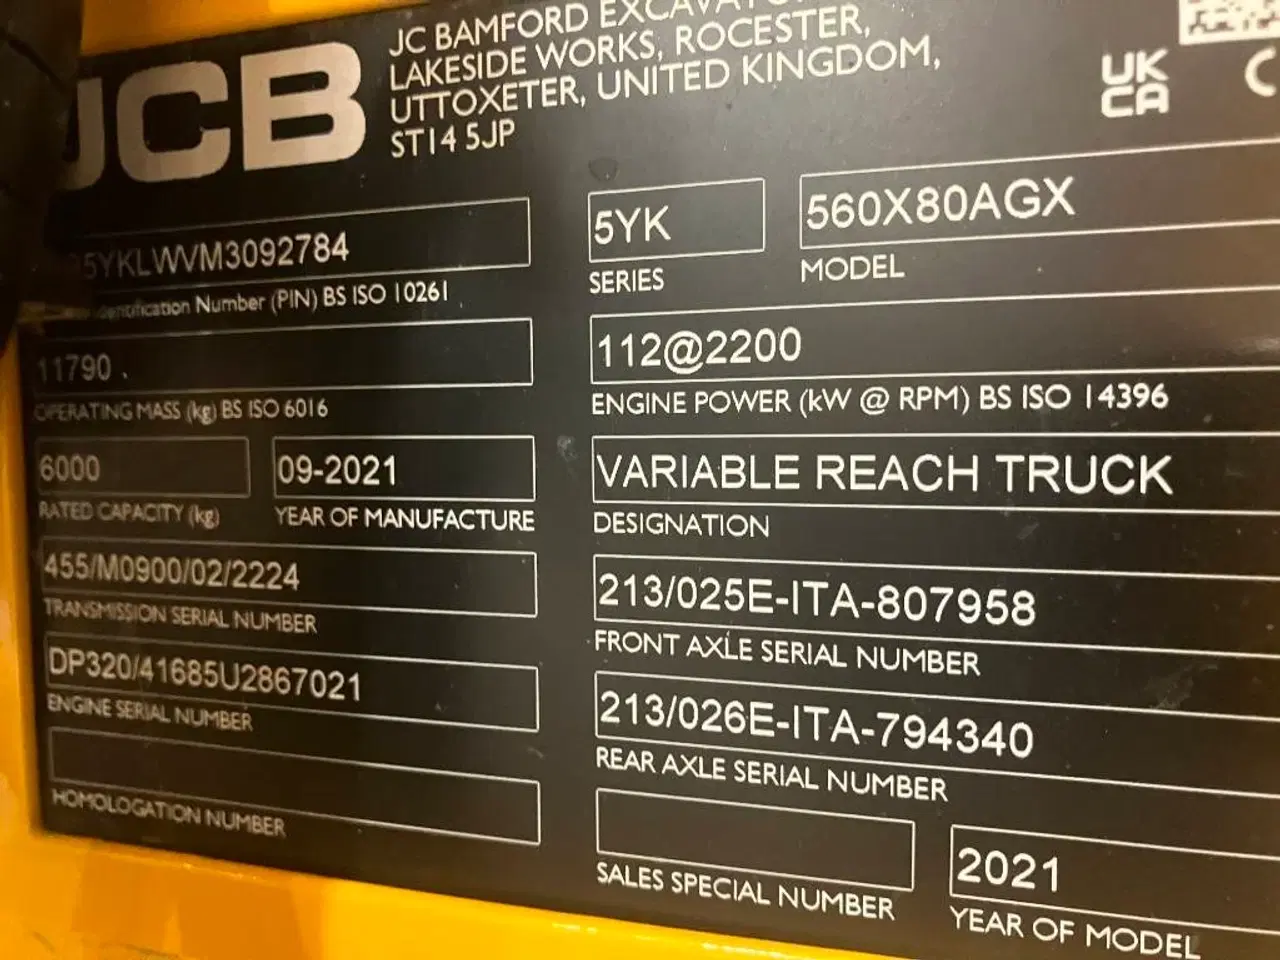 JCB
JC BAMFORD EXCAVATO
LAKESIDE WORKS, ROCESTER,
UTTOXETER, UNITED KINGDOM,
ST14 5JP
UK
CA
5YKLWVM3092784
Identification Number (PIN) BS ISO 10261
5YK
SERIES
560X80AGX
MODEL
11790 .
OPERATING MASS (kg) BS ISO 6016
112@2200
ENGINE POWER (kW @ RPM) BS ISO 14396
6000
RATED CAPACITY (kg)
09-2021
YEAR OF MANUFACTURE
VARIABLE REACH TRUCK
DESIGNATION
455/M0900/02/2224
TRANSMISSION SERIAL NUMBER
213/025E-ITA-807958
FRONT AXLE SERIAL NUMBER
DP320/41685U2867021
ENGINE SERIAL NUMBER
213/026E-ITA-794340
REAR AXLE SERIAL NUMBER
HOMOLOGATION NUMBER
SALES SPECIAL NUMBER
2021
YEAR OF MODEL